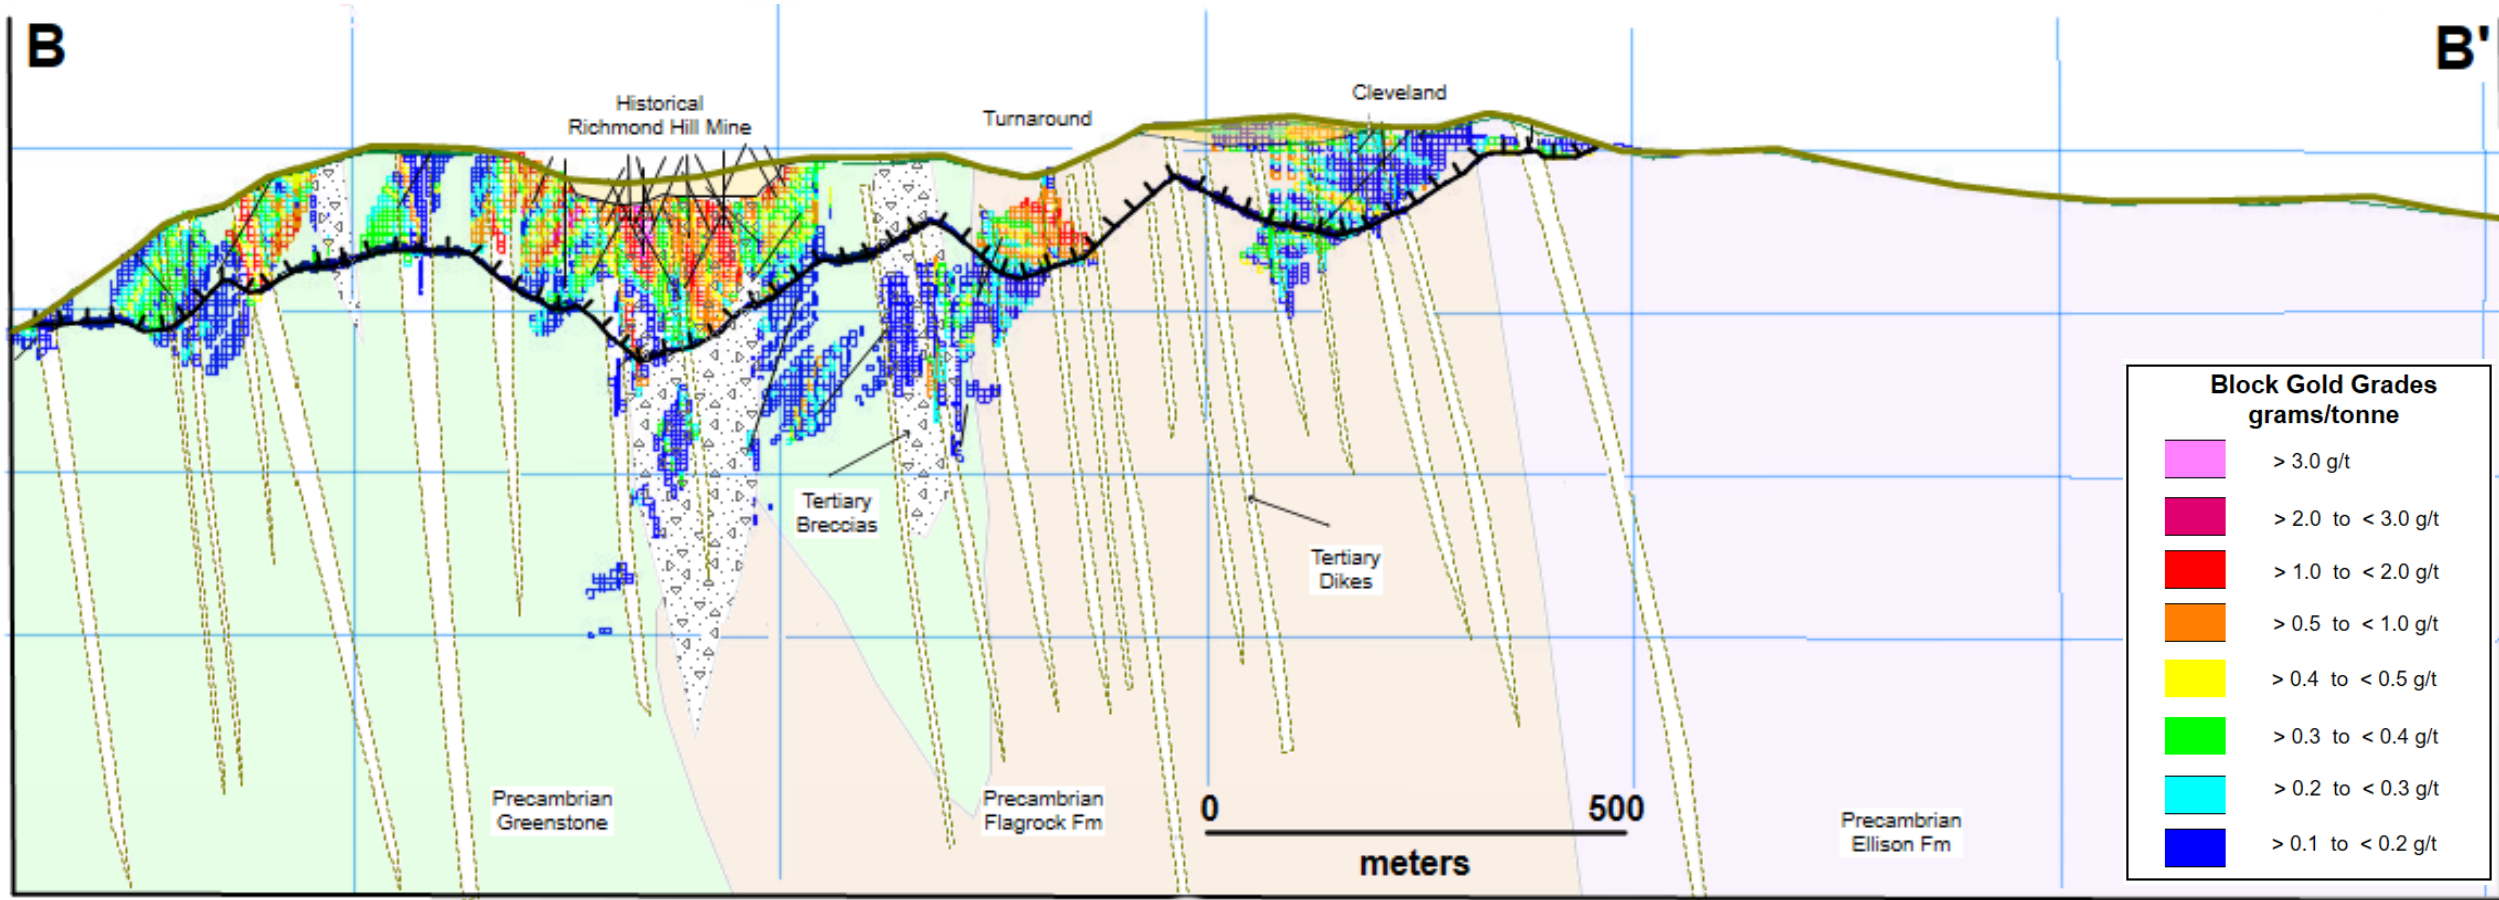 B
B'
Historical
Richmond Hill Mine
Turnaround
Cleveland
Tertiary
Breccias
Tertiary
Dikes
Precambrian
Greenstone
Precambrian
Flagrock Fm
0
500
meters
Precambrian
Ellison Fm
Block Gold Grades
grams/tonne
> 3.0 g/t
> 2.0 to < 3.0 g/t
> 1.0 to < 2.0 g/t
> 0.5 to < 1.0 g/t
> 0.4 to < 0.5 g/t
> 0.3 to < 0.4 g/t
> 0.2 to < 0.3 g/t
> 0.1 to < 0.2 g/t